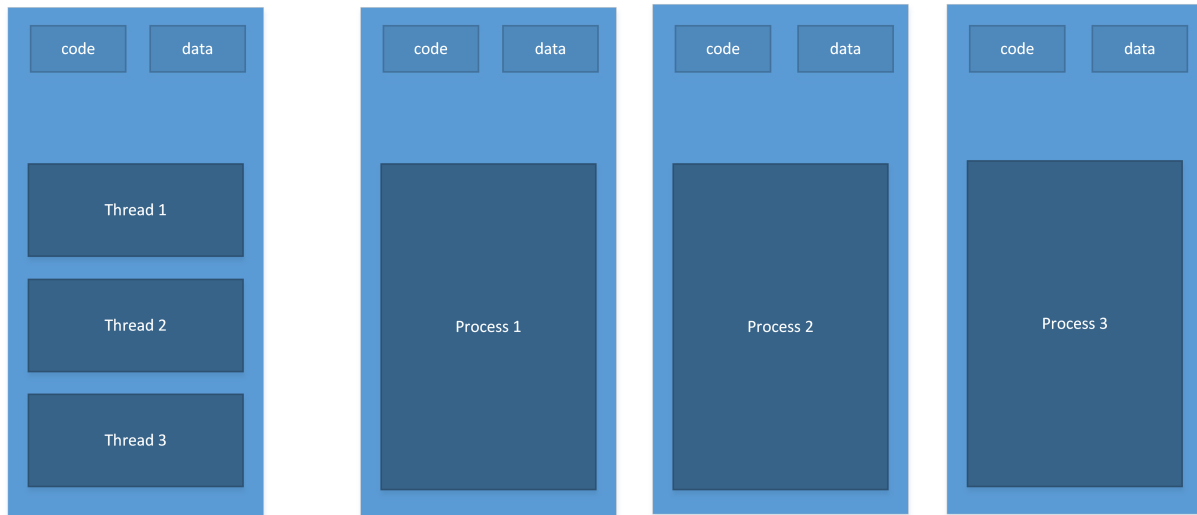 code
data
Thread 1
Thread 2
Thread 3
code
data
Process 1
code
data
Process 2
code
data
Process 3